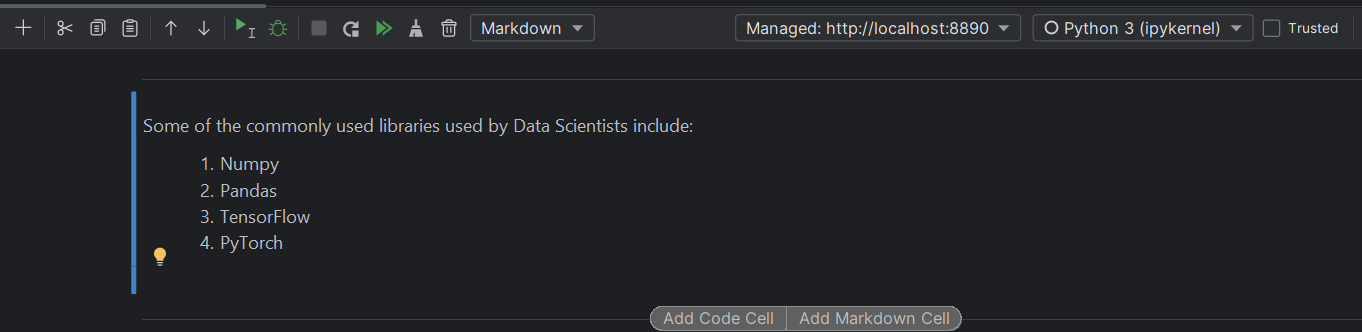 Markdown
Managed: http://localhost:8890
Python 3 (ipykernel)
Trusted
Some of the commonly used libraries used by Data Scientists include:
1. Numpy
2. Pandas
3. TensorFlow
4. PyTorch
Add Code Cell
Add Markdown Cell